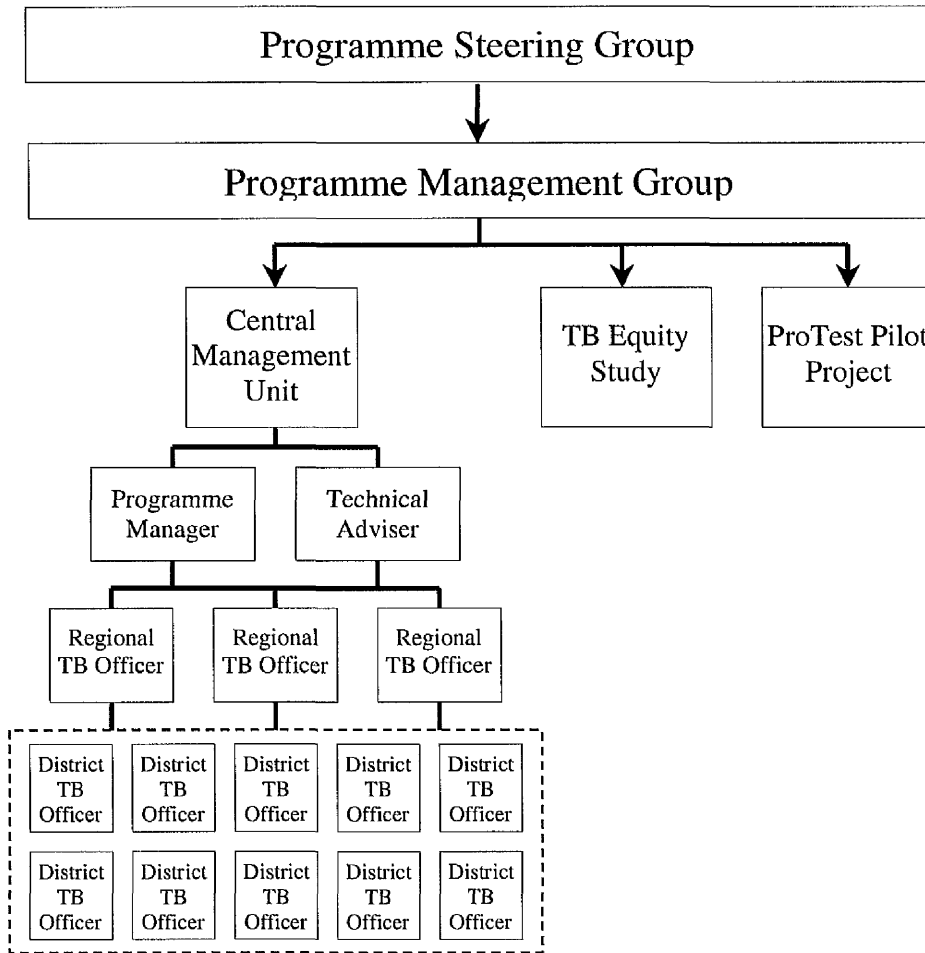 Programme Steering Group
Programme Management Group
Central
Management
Unit
TB Equity
Study
ProTest Pilot
Project
Programme
Manager
Technical
Adviser
Regional
TB Officer
Regional
TB Officer
Regional
TB Officer
District
TB
Officer
District
TB
Officer
District
TB
Officer
District
TB
Officer
District
TB
Officer
District
TB
Officer
District
TB
Officer
District
TB
Officer
District
TB
Officer
District
TB
Officer